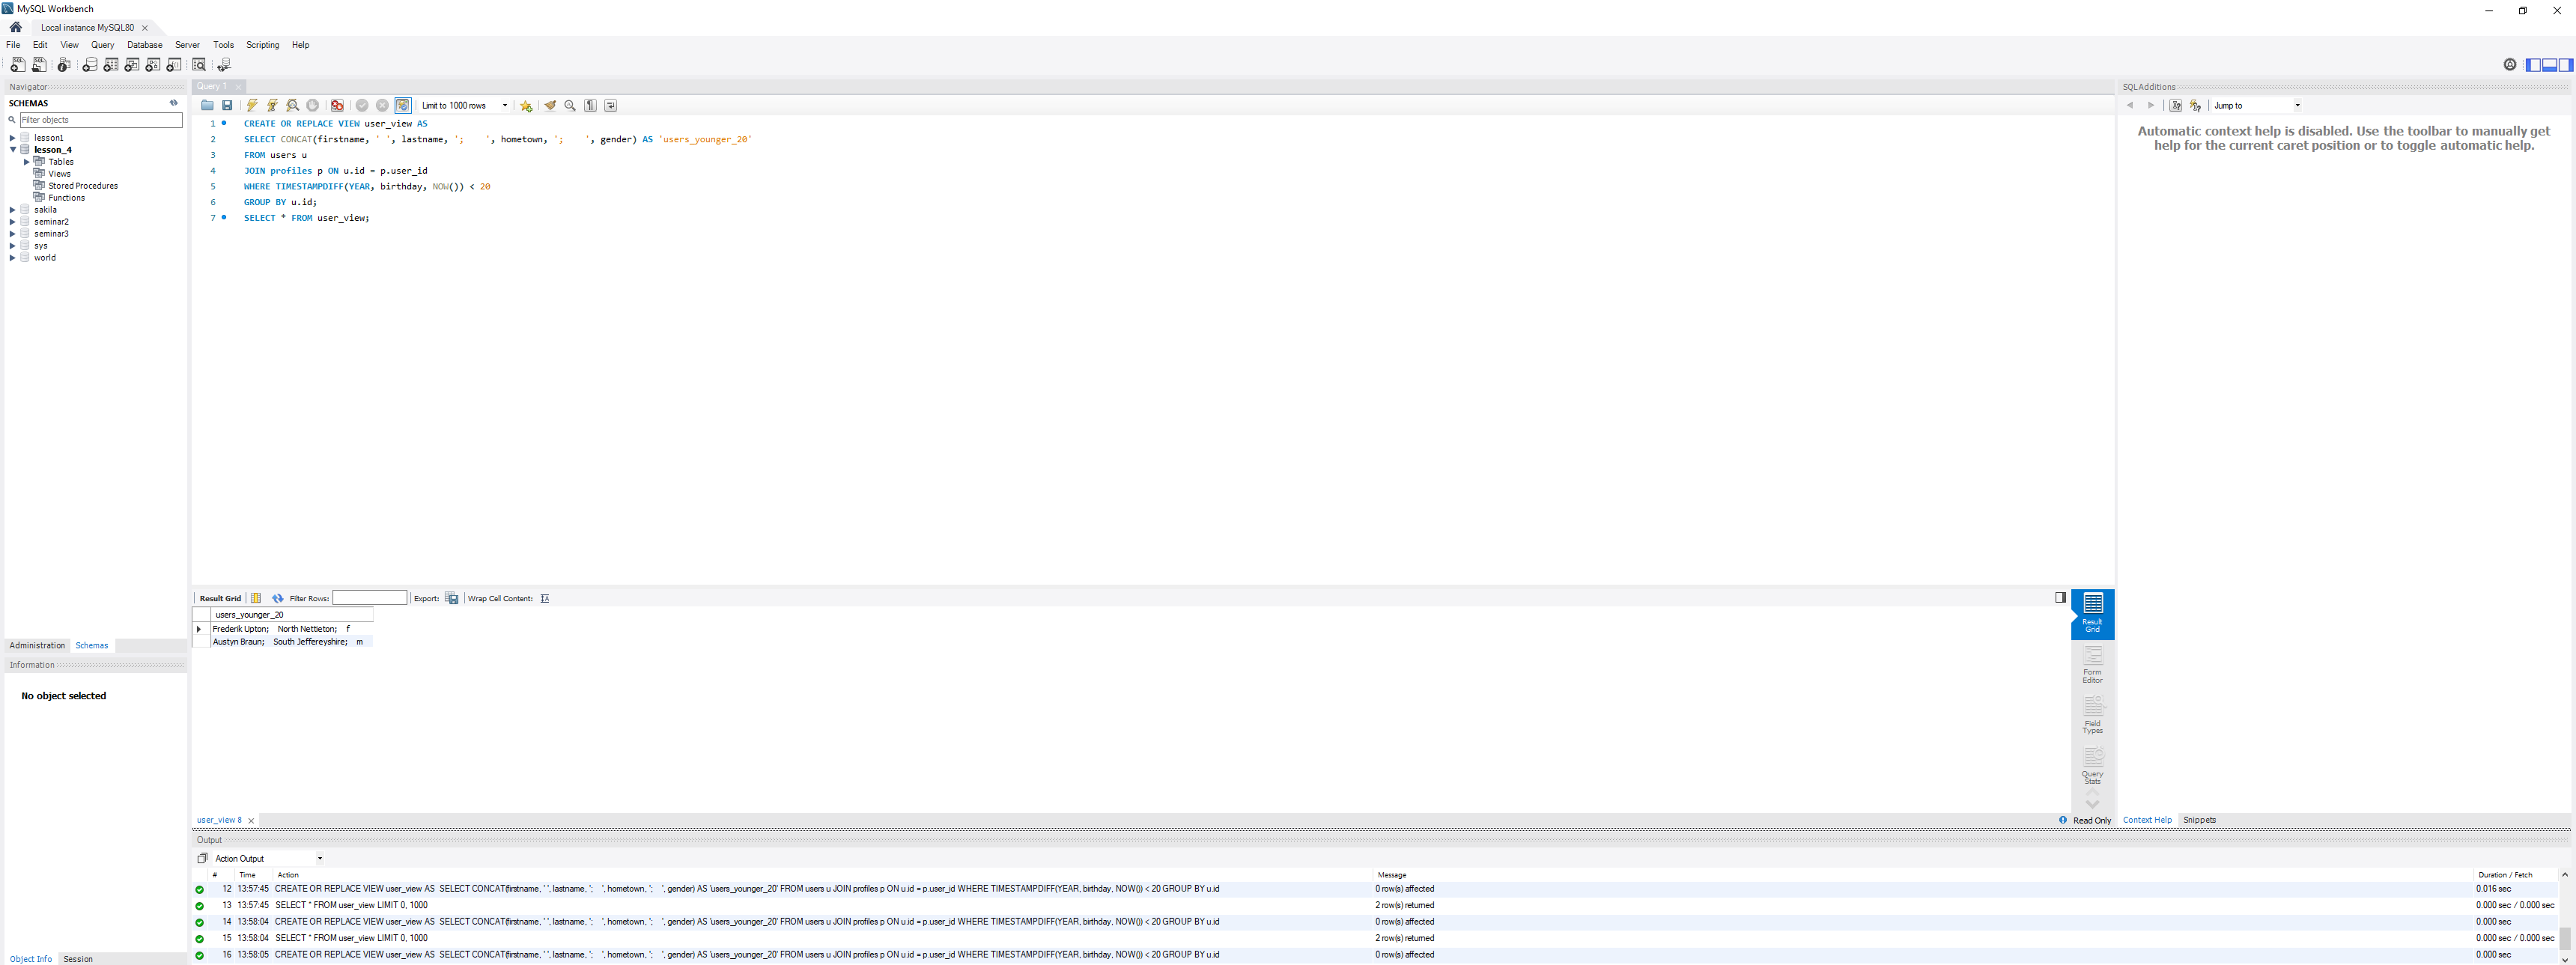 MySQL Workbench
Local instance MySQL80
File Edit View Query Database Server Tools Scripting Help
Navigator
SCHEMAS
Filter objects
lesson1
lesson_4
Tables
Views
Stored Procedures
Functions
sakila
seminar2
seminar3
sys
world
Administration Schemas
Information
No object selected
Object Info Session
Query 1
Limit to 1000 rows
1 CREATE OR REPLACE VIEW user_view AS
2 SELECT CONCAT(firstname, ' ', lastname, ';    ', hometown, ';    ', gender) AS 'users_younger_20'
3 FROM users u
4 JOIN profiles p ON u.id = p.user_id
5 WHERE TIMESTAMPDIFF(YEAR, birthday, NOW()) < 20
6 GROUP BY u.id;
7 SELECT * FROM user_view;
Result Grid Filter Rows: Export: Wrap Cell Content:
users_younger_20
Frederik Upton;    North Nettieton;    f
Austyn Braun;    South Jeffereyshire;    m
Result Grid
Form Editor
Field Types
Query Stats
user_view 8
Read Only
SQLAdditions
Jump to
Automatic context help is disabled. Use the toolbar to manually get
help for the current caret position or to toggle automatic help.
Context Help Snippets
Output
Action Output
# Time Action Message Duration / Fetch
12 13:57:45 CREATE OR REPLACE VIEW user_view AS SELECT CONCAT(firstname, ' ', lastname, ';    ', hometown, ';    ', gender) AS 'users_younger_20' FROM users u JOIN profiles p ON u.id = p.user_id WHERE TIMESTAMPDIFF(YEAR, birthday, NOW()) < 20 GROUP BY u.id 0 row(s) affected 0.016 sec
13 13:57:45 SELECT * FROM user_view LIMIT 0, 1000 2 row(s) returned 0.000 sec / 0.000 sec
14 13:58:04 CREATE OR REPLACE VIEW user_view AS SELECT CONCAT(firstname, ' ', lastname, ';    ', hometown, ';    ', gender) AS 'users_younger_20' FROM users u JOIN profiles p ON u.id = p.user_id WHERE TIMESTAMPDIFF(YEAR, birthday, NOW()) < 20 GROUP BY u.id 0 row(s) affected 0.000 sec
15 13:58:04 SELECT * FROM user_view LIMIT 0, 1000 2 row(s) returned 0.000 sec / 0.000 sec
16 13:58:05 CREATE OR REPLACE VIEW user_view AS SELECT CONCAT(firstname, ' ', lastname, ';    ', hometown, ';    ', gender) AS 'users_younger_20' FROM users u JOIN profiles p ON u.id = p.user_id WHERE TIMESTAMPDIFF(YEAR, birthday, NOW()) < 20 GROUP BY u.id 0 row(s) affected 0.000 sec